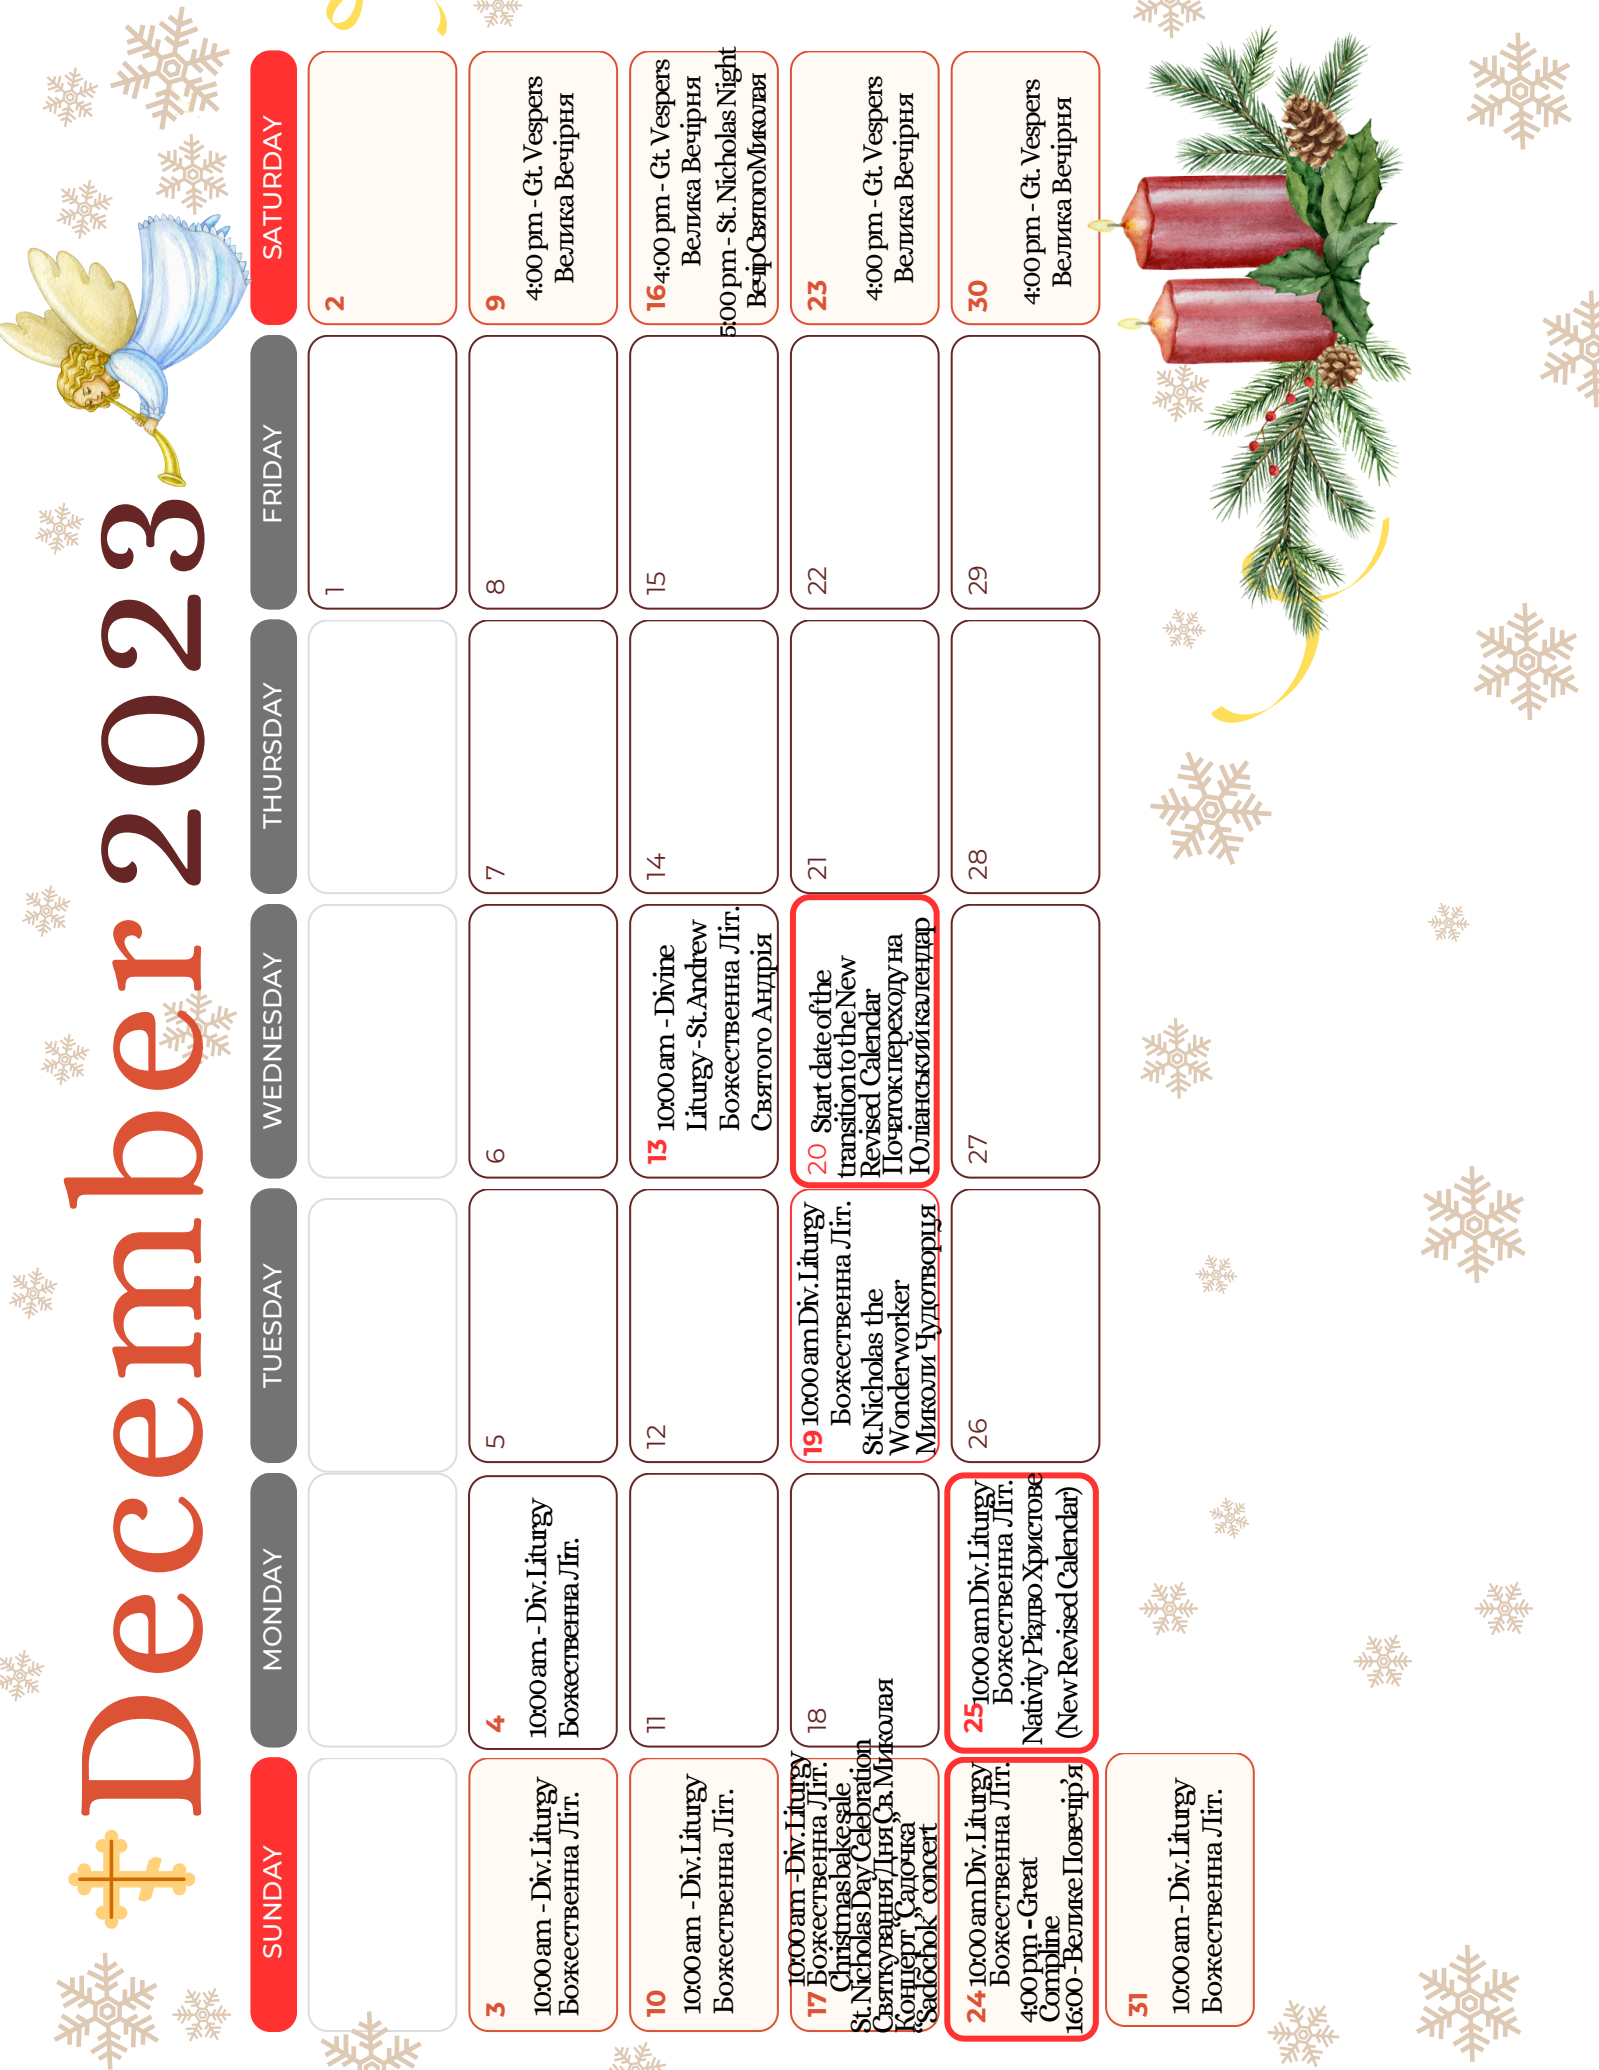 December 2023
SUNDAY
MONDAY
TUESDAY
WEDNESDAY
THURSDAY
FRIDAY
SATURDAY
1
2
3
10:00 am - Div. Liturgy
Божественна Літ.
4
10:00 am. - Div. Liturgy
Божественна Літ.
5
6
7
8
9
4:00 pm - Gt. Vespers
Велика Вечірня
10
10:00 am - Div. Liturgy
Божественна Літ.
11
12
13 10:00 am - Divine
Liturgy - St. Andrew
Божественна Літ.
Святого Андрія
14
15
16 4:00 pm - Gt. Vespers
Велика Вечірня
5:00 pm - St. Nicholas Night
Вечір Святого Миколая
10:00 am - Div. Liturgy
17 Божественна Літ.
Christmas bake sale
St. Nicholas Day Celebration
Святкування Дня Св. Миколая
Концерт “Садочка”
“Sadochok” concert
18
19 10:00 am Div. Liturgy
Божественна Літ.
St.Nicholas the
Wonderworker
Миколи Чудотворця
20 Start date of the
transition to the New
Revised Calendar
Початок переходу на
Юліанський календар
21
22
23
4:00 pm - Gt. Vespers
Велика Вечірня
24 10:00 am Div. Liturgy
Божественна Літ.
4:00 pm - Great
Compline
16:00 - Велике Повечір’я
25 10:00 am Div. Liturgy
Божественна Літ.
Nativity Різдво Христове
(New Revised Calendar)
26
27
28
29
30
4:00 pm - Gt. Vespers
Велика Вечірня
31
10:00 am - Div. Liturgy
Божественна Літ.